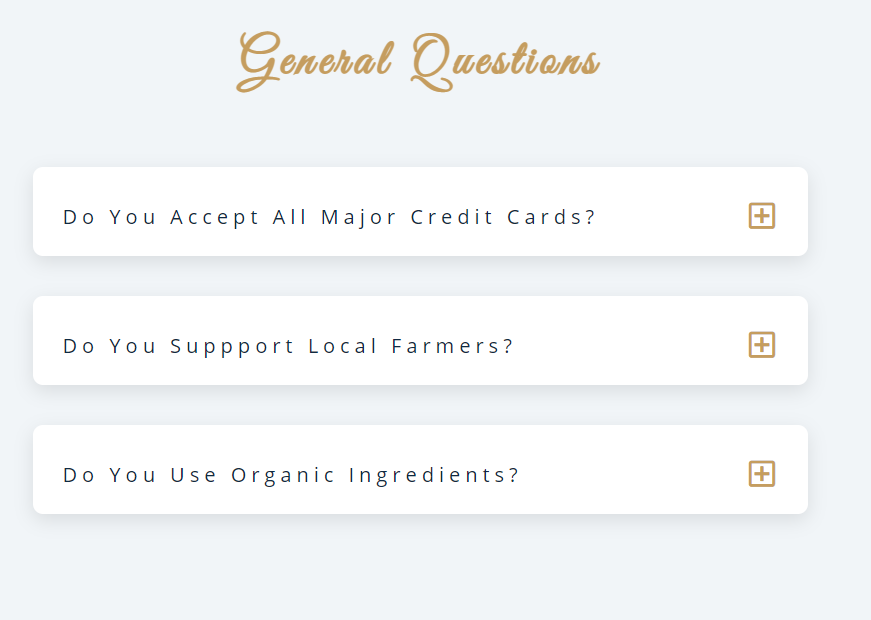 General Questions
Do You Accept All Major Credit Cards?
Do You Suppport Local Farmers?
Do You Use Organic Ingredients?